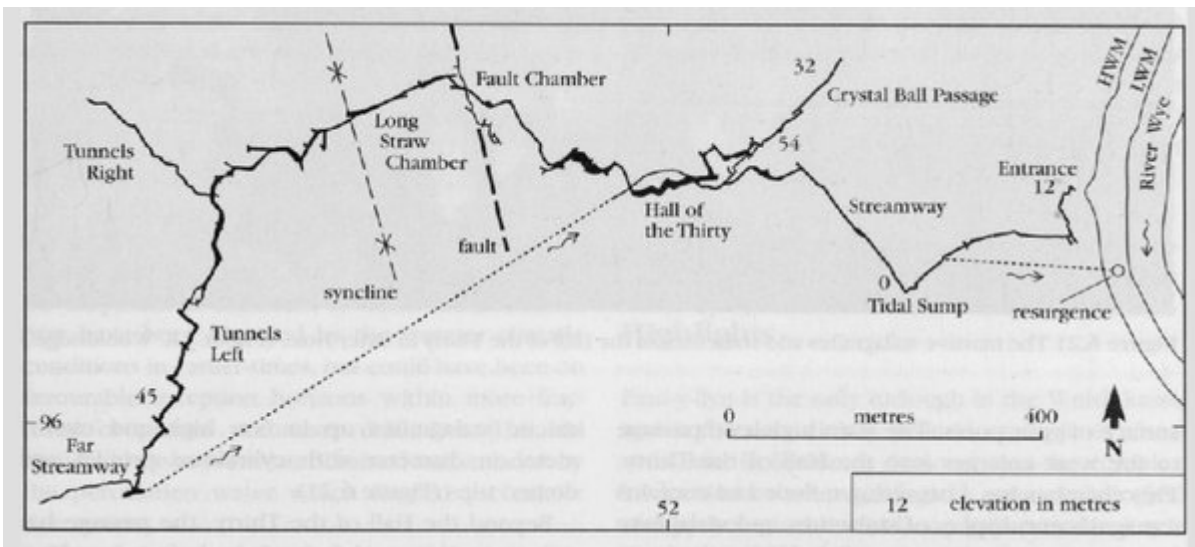 HWM
LWM
River Wye
32
Fault Chamber
Crystal Ball Passage
Long
Straw
Chamber
54
Tunnels
Right
Entrance
12
Streamway
Hall of
the Thirty
fault
syncline
0
Tidal Sump
resurgence
Tunnels
Left
45
96
Far
Streamway
0 metres 400
N
12 elevation in metres
52